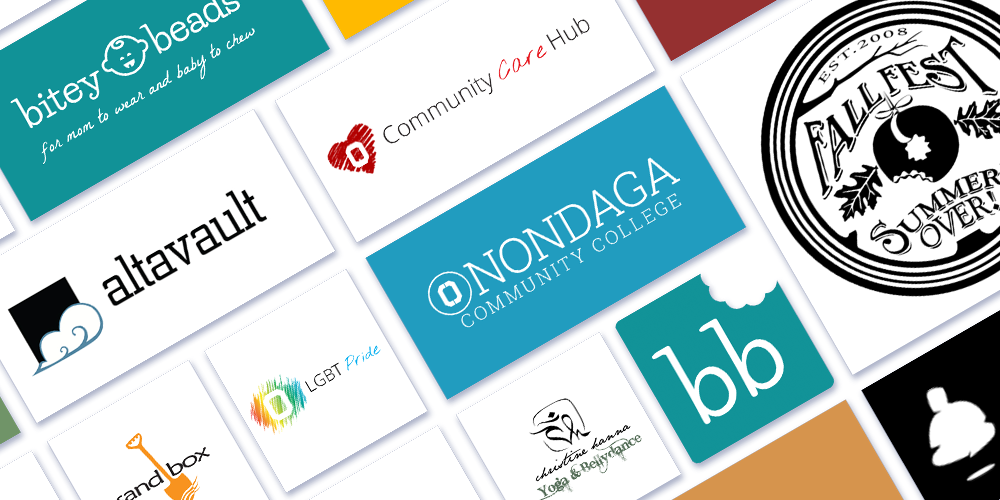 bitey beads
for mom to wear and baby to chew
Community Care Hub
EST. 2008
FALL FEST
SUMMER'S
OVER!
altavault
ONONDAGA
COMMUNITY COLLEGE
LGBT Pride
bb
sand box
christine hanna
Yoga & Bellydance